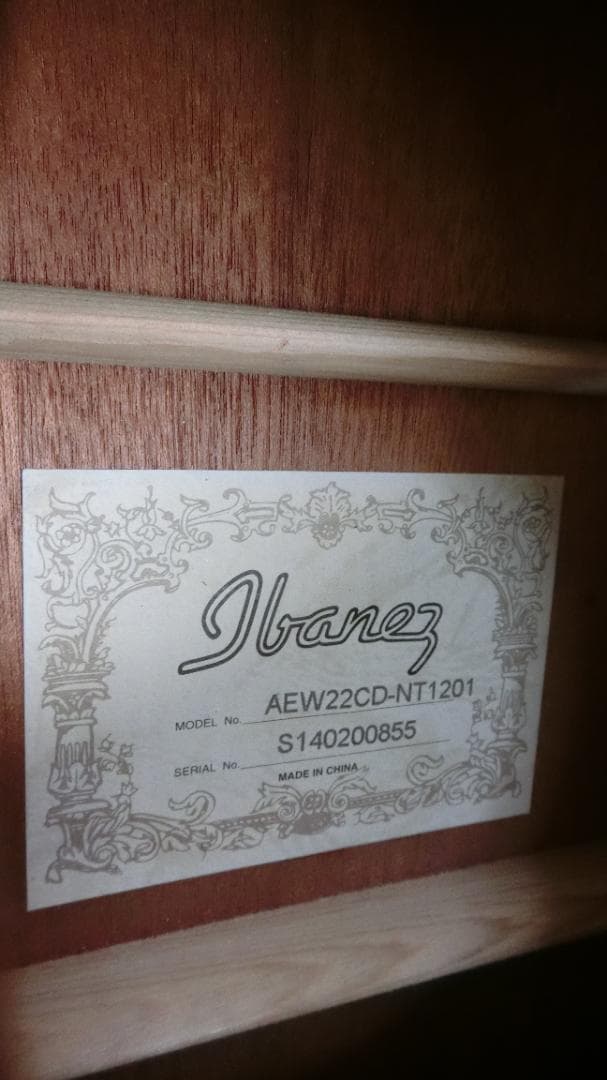 Ibanez
MODEL No. AEW22CD-NT1201
SERIAL No. S140200855
MADE IN CHINA